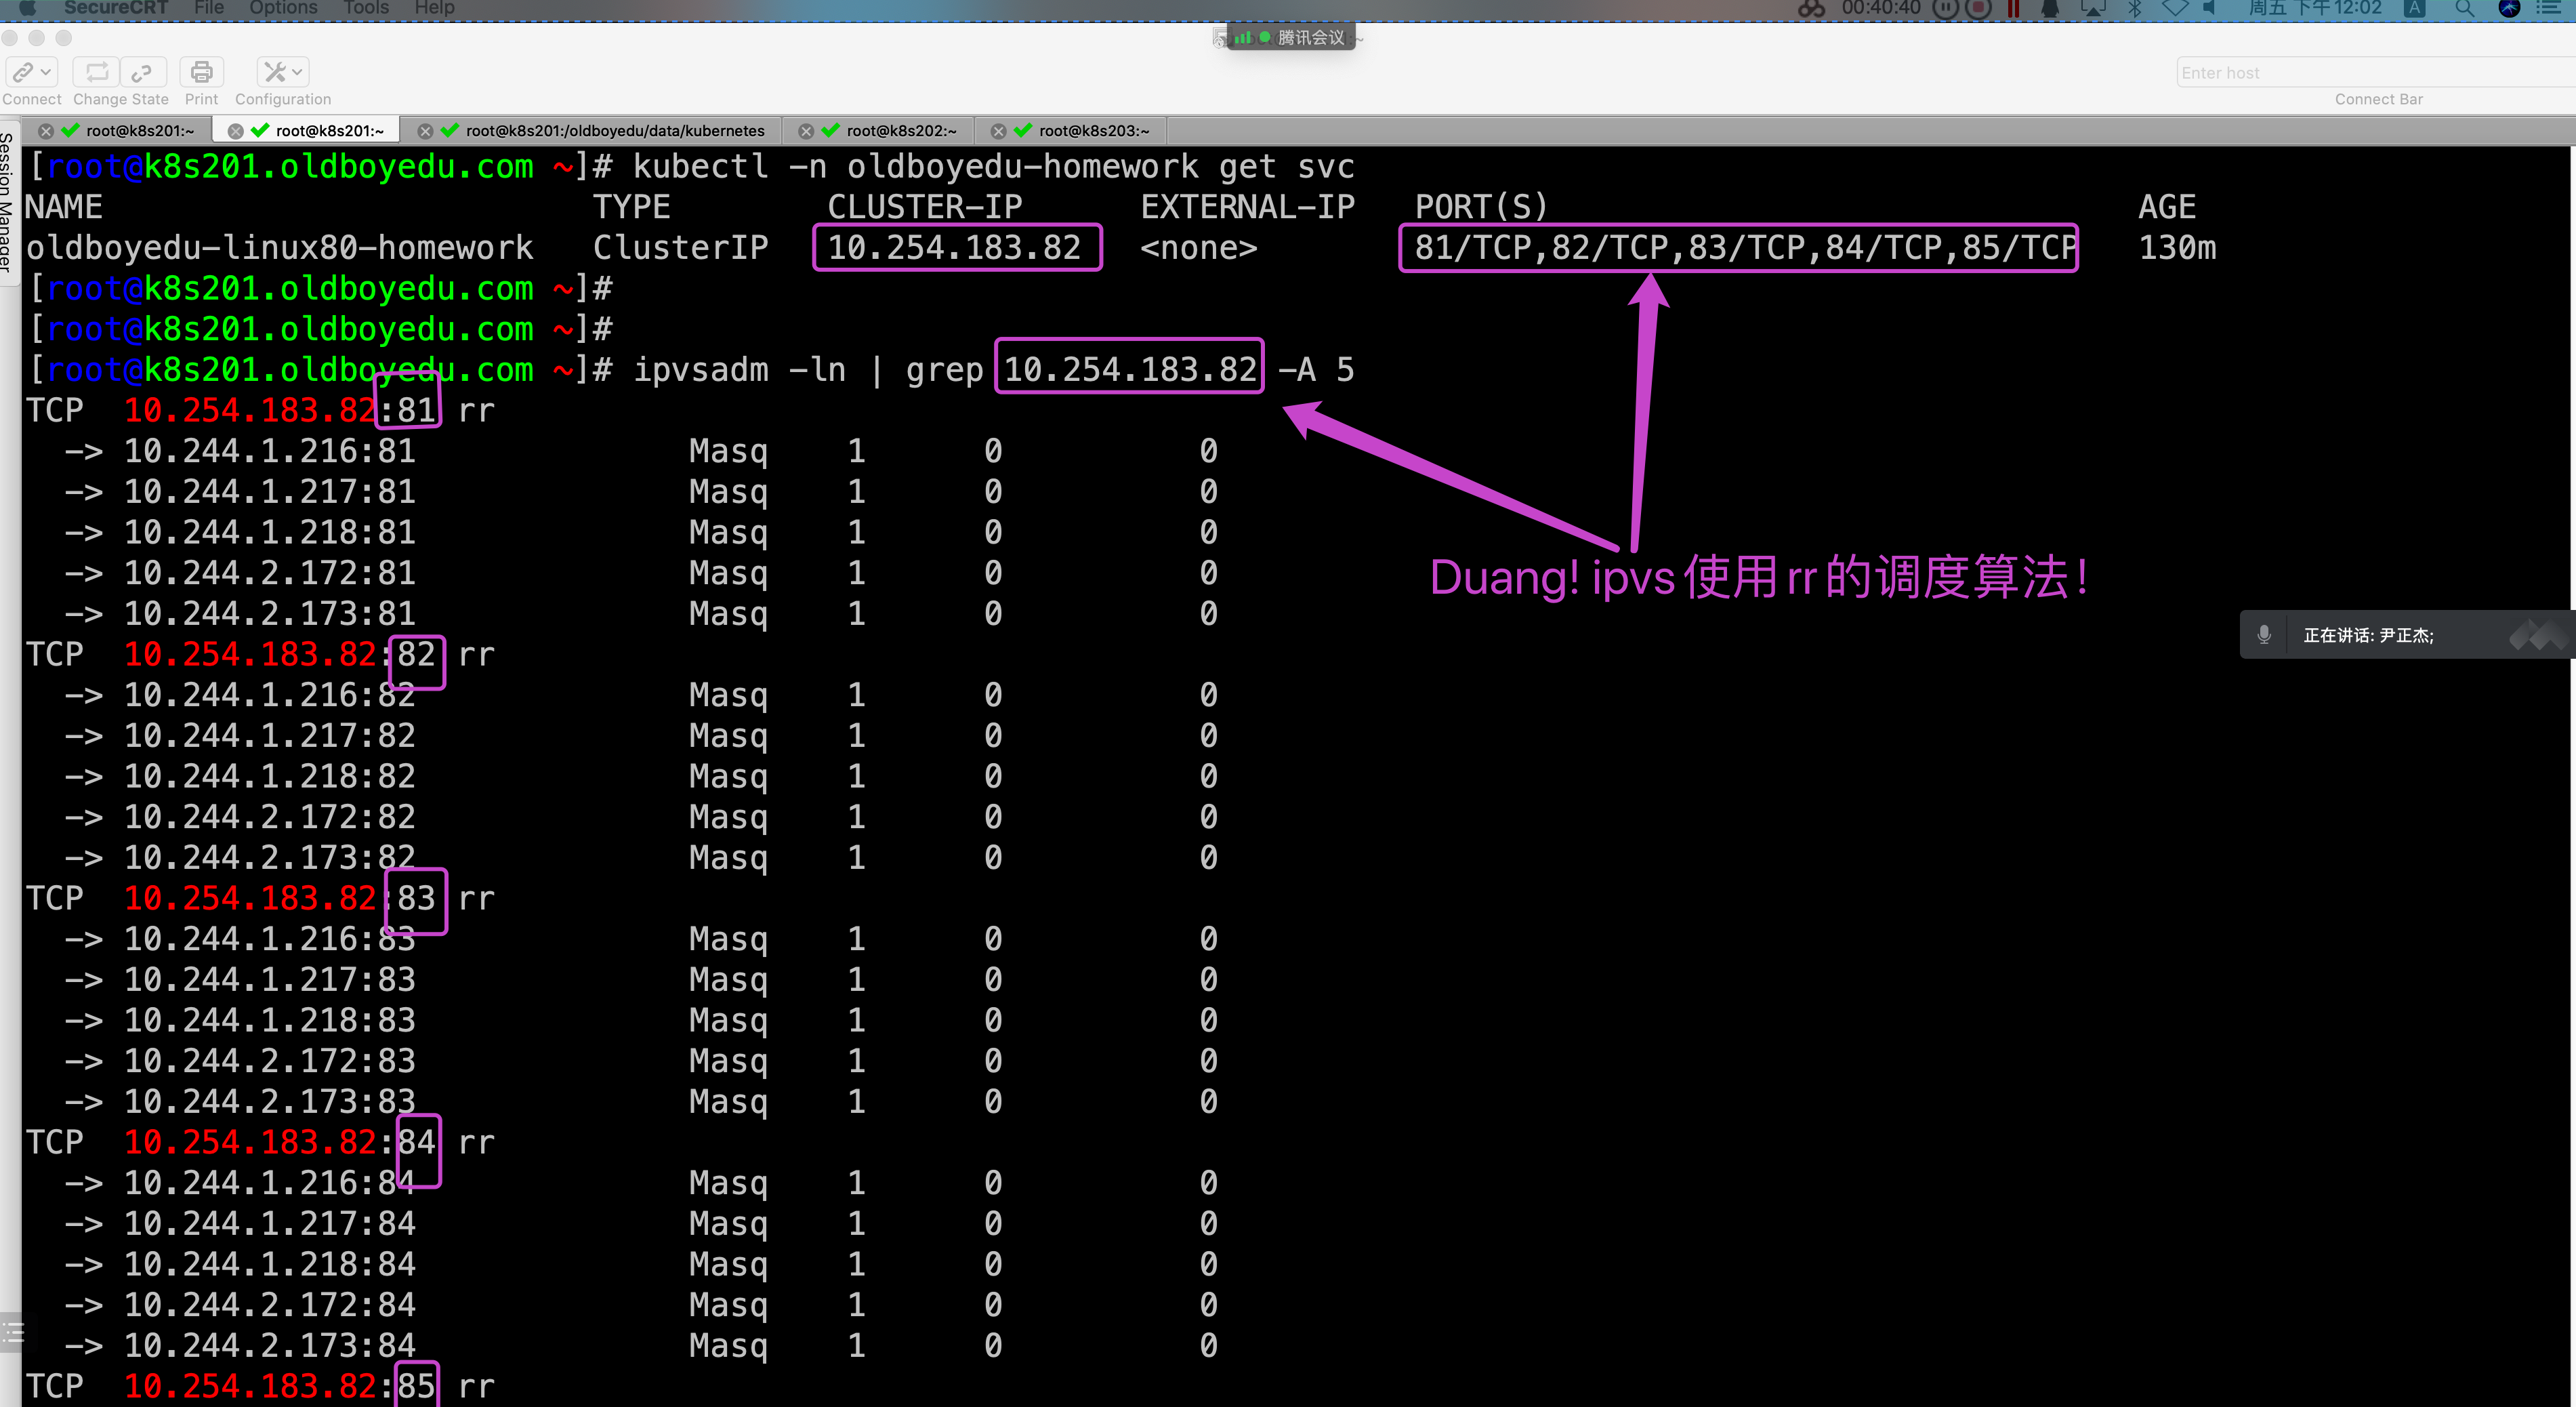 SecureCRT File Options Tools Help 00:40:40 周五 下午12:02 A
腾讯会议
Enter host
Connect Change State Print Configuration Connect Bar
root@k8s201:~ root@k8s201:~ root@k8s201:/oldboyedu/data/kubernetes root@k8s202:~ root@k8s203:~
Session Manager
[root@k8s201.oldboyedu.com ~]# kubectl -n oldboyedu-homework get svc
NAME TYPE CLUSTER-IP EXTERNAL-IP PORT(S) AGE
oldboyedu-linux80-homework ClusterIP 10.254.183.82 <none> 81/TCP,82/TCP,83/TCP,84/TCP,85/TCP 130m
[root@k8s201.oldboyedu.com ~]#
[root@k8s201.oldboyedu.com ~]#
[root@k8s201.oldboyedu.com ~]# ipvsadm -ln | grep 10.254.183.82 -A 5
TCP 10.254.183.82:81 rr
-> 10.244.1.216:81 Masq 1 0 0
-> 10.244.1.217:81 Masq 1 0 0
-> 10.244.1.218:81 Masq 1 0 0
-> 10.244.2.172:81 Masq 1 0 0
-> 10.244.2.173:81 Masq 1 0 0
Duang! ipvs使用rr的调度算法!
正在讲话: 尹正杰;
TCP 10.254.183.82:82 rr
-> 10.244.1.216:82 Masq 1 0 0
-> 10.244.1.217:82 Masq 1 0 0
-> 10.244.1.218:82 Masq 1 0 0
-> 10.244.2.172:82 Masq 1 0 0
-> 10.244.2.173:82 Masq 1 0 0
TCP 10.254.183.82:83 rr
-> 10.244.1.216:83 Masq 1 0 0
-> 10.244.1.217:83 Masq 1 0 0
-> 10.244.1.218:83 Masq 1 0 0
-> 10.244.2.172:83 Masq 1 0 0
-> 10.244.2.173:83 Masq 1 0 0
TCP 10.254.183.82:84 rr
-> 10.244.1.216:84 Masq 1 0 0
-> 10.244.1.217:84 Masq 1 0 0
-> 10.244.1.218:84 Masq 1 0 0
-> 10.244.2.172:84 Masq 1 0 0
-> 10.244.2.173:84 Masq 1 0 0
TCP 10.254.183.82:85 rr